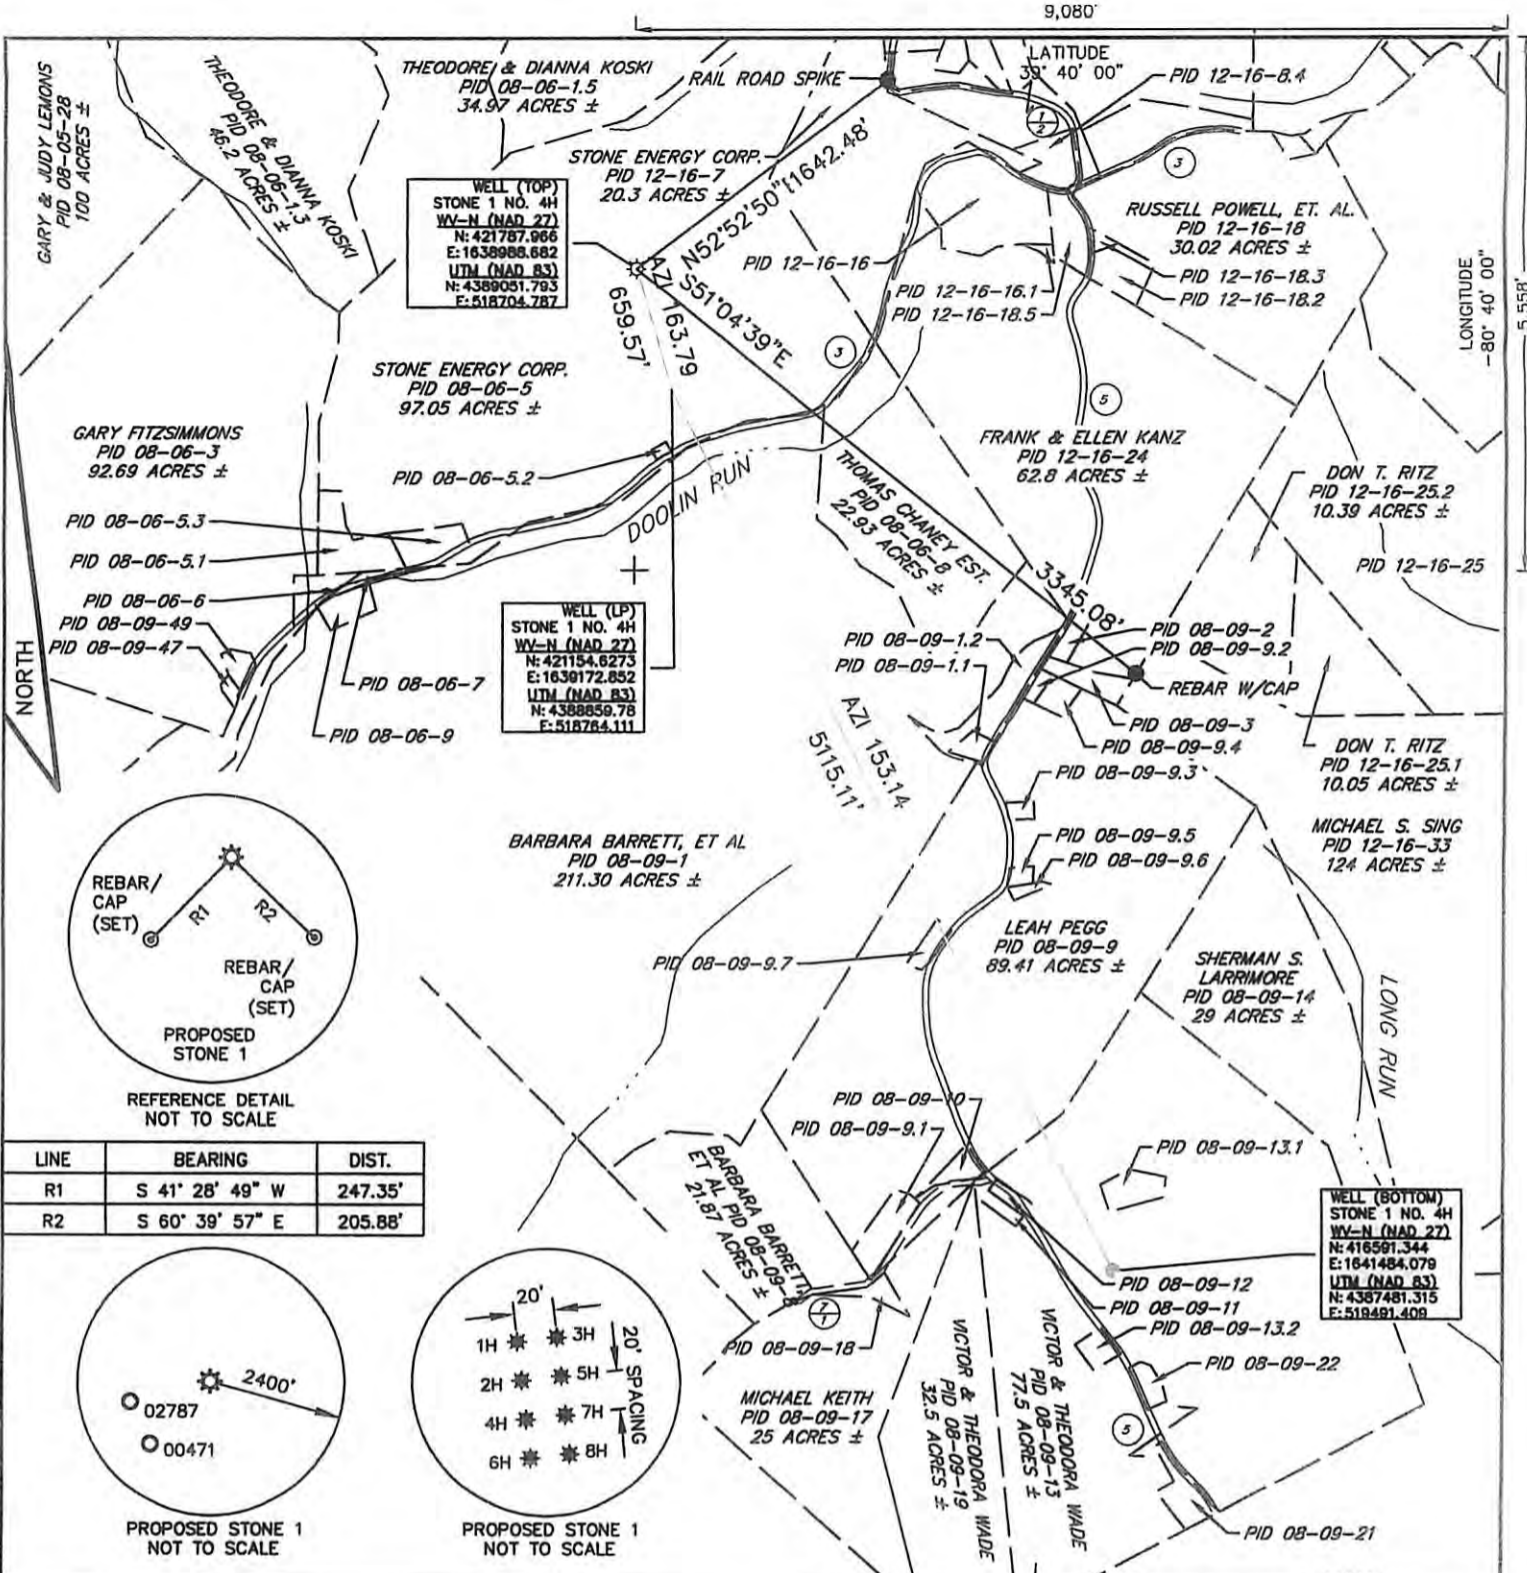 9,080'
LATITUDE
39° 40' 00"
LONGITUDE
-80° 40' 00"
5,558'
GARY & JUDY LEMONS
PID 08-05-28
100 ACRES ±
THEODORE & DIANNA KOSKI
PID 08-06-1.3
46.2 ACRES ±
THEODORE & DIANNA KOSKI
PID 08-06-1.5
34.97 ACRES ±
RAIL ROAD SPIKE
PID 12-16-8.4
1
2
3
STONE ENERGY CORP.
PID 12-16-7
20.3 ACRES ±
N52°52'50"E 1642.48'
WELL (TOP)
STONE 1 NO. 4H
WV-N (NAD 27)
N: 421787.966
E: 1638988.682
UTM (NAD 83)
N: 4389051.793
E: 518704.787
RUSSELL POWELL, ET. AL.
PID 12-16-18
30.02 ACRES ±
PID 12-16-16
PID 12-16-16.1
PID 12-16-18.5
PID 12-16-18.3
PID 12-16-18.2
AZI 163.79
659.57'
S51°04'39"E
3345.08'
3
5
STONE ENERGY CORP.
PID 08-06-5
97.05 ACRES ±
GARY FITZSIMMONS
PID 08-06-3
92.69 ACRES ±
PID 08-06-5.2
PID 08-06-5.3
PID 08-06-5.1
PID 08-06-6
PID 08-09-49
PID 08-09-47
PID 08-06-7
PID 08-06-9
DOOLIN RUN
FRANK & ELLEN KANZ
PID 12-16-24
62.8 ACRES ±
THOMAS CHANEY EST.
PID 08-06-8
22.93 ACRES ±
DON T. RITZ
PID 12-16-25.2
10.39 ACRES ±
PID 12-16-25
NORTH
WELL (LP)
STONE 1 NO. 4H
WV-N (NAD 27)
N: 421154.6273
E: 1639172.852
UTM (NAD 83)
N: 4388859.78
E: 518764.111
PID 08-09-1.2
PID 08-09-1.1
PID 08-09-2
PID 08-09-9.2
REBAR W/CAP
PID 08-09-3
PID 08-09-9.4
PID 08-09-9.3
AZI 153.14
5115.11'
DON T. RITZ
PID 12-16-25.1
10.05 ACRES ±
MICHAEL S. SING
PID 12-16-33
124 ACRES ±
BARBARA BARRETT, ET AL
PID 08-09-1
211.30 ACRES ±
PID 08-09-9.5
PID 08-09-9.6
LEAH PEGG
PID 08-09-9
89.41 ACRES ±
PID 08-09-9.7
SHERMAN S.
LARRIMORE
PID 08-09-14
29 ACRES ±
LONG RUN
REBAR/
CAP
(SET)
R1
R2
REBAR/
CAP
(SET)
PROPOSED
STONE 1
REFERENCE DETAIL
NOT TO SCALE
LINE BEARING DIST.
R1 S 41° 28' 49" W 247.35'
R2 S 60° 39' 57" E 205.88'
PID 08-09-10
PID 08-09-9.1
PID 08-09-13.1
BARBARA BARRETT,
ET AL PID 08-09-8
21.87 ACRES ±
WELL (BOTTOM)
STONE 1 NO. 4H
WV-N (NAD 27)
N: 416591.344
E: 1641484.079
UTM (NAD 83)
N: 4387481.315
E: 519491.409
PID 08-09-12
PID 08-09-11
PID 08-09-13.2
PID 08-09-22
7
1
PID 08-09-18
MICHAEL KEITH
PID 08-09-17
25 ACRES ±
VICTOR & THEODORA WADE
PID 08-09-19
32.5 ACRES ±
VICTOR & THEODORA WADE
PID 08-09-13
77.5 ACRES ±
5
PID 08-09-21
2400'
02787
00471
PROPOSED STONE 1
NOT TO SCALE
20'
20' SPACING
1H 3H
2H 5H
4H 7H
6H 8H
PROPOSED STONE 1
NOT TO SCALE